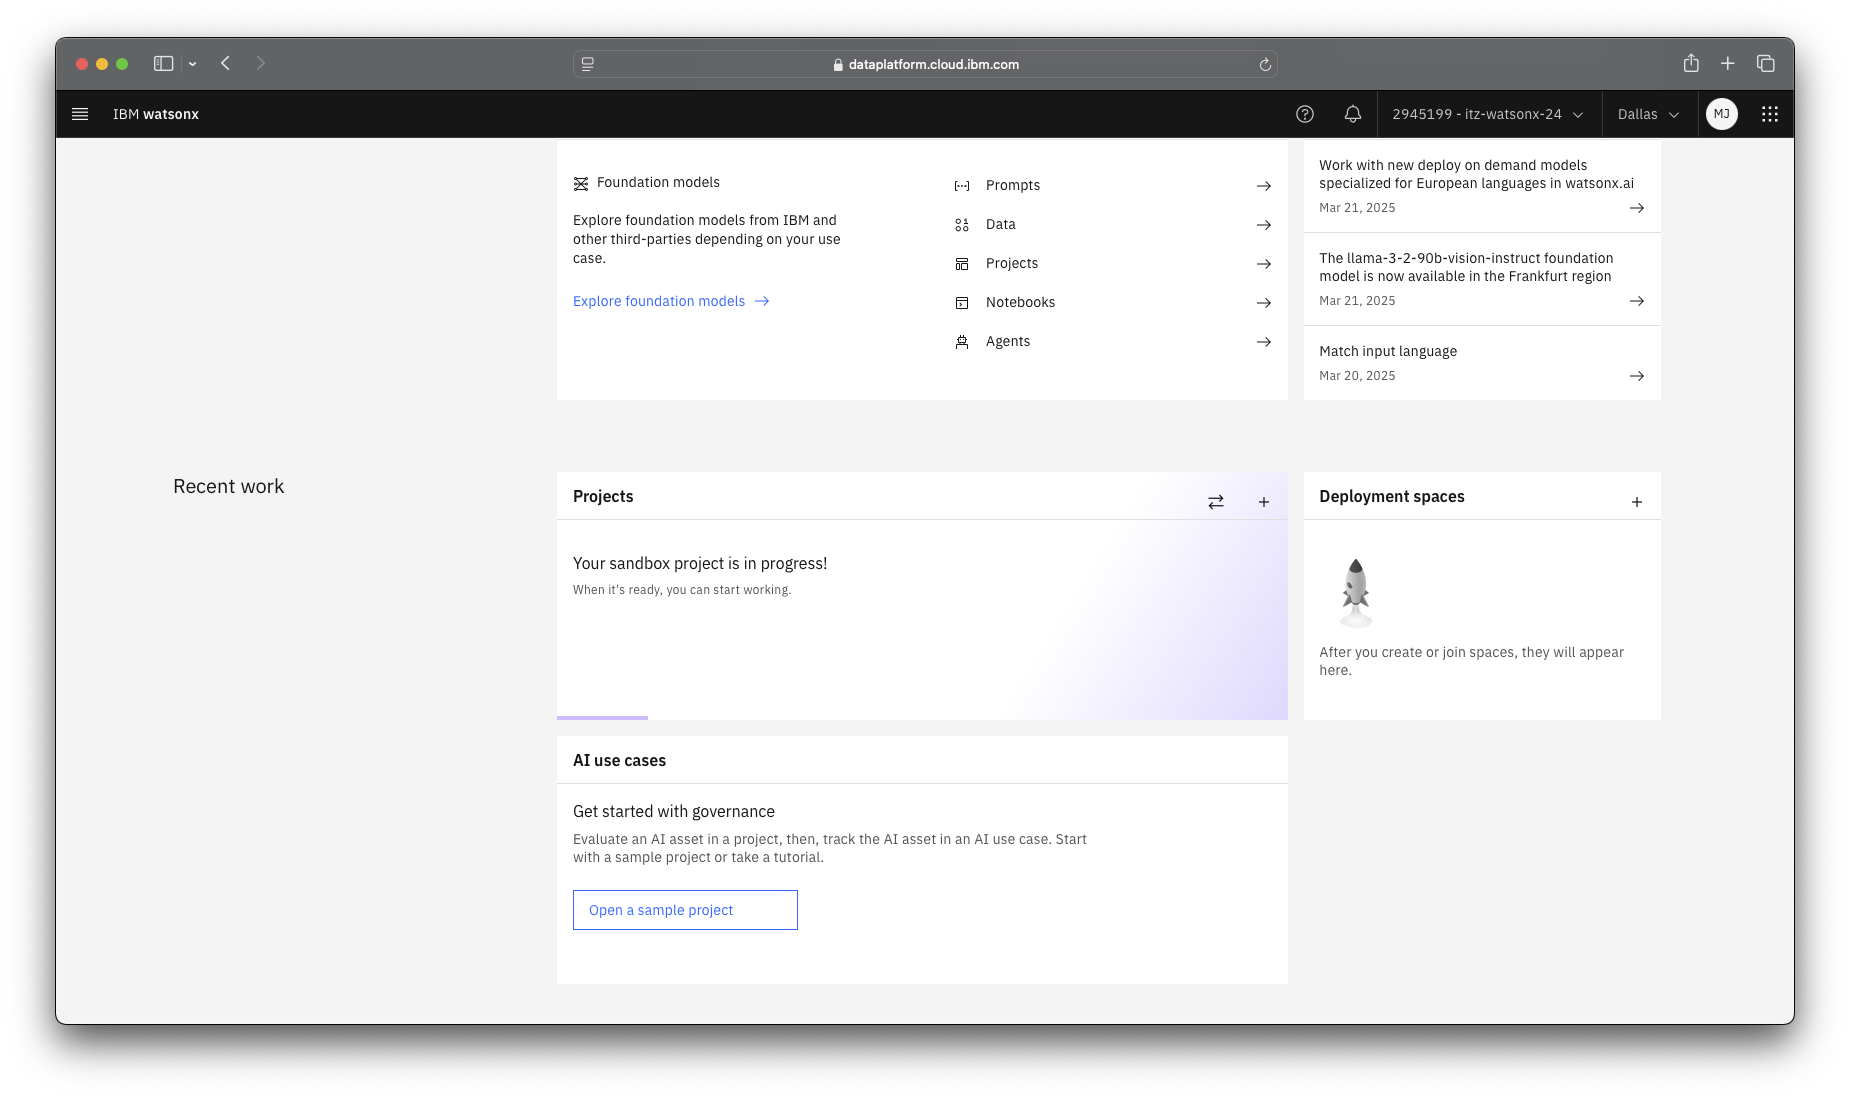 dataplatform.cloud.ibm.com
IBM watsonx
2945199 - itz-watsonx-24
Dallas
MJ
Foundation models
Explore foundation models from IBM and
other third-parties depending on your use
case.
Explore foundation models
Prompts
Data
Projects
Notebooks
Agents
Work with new deploy on demand models
specialized for European languages in watsonx.ai
Mar 21, 2025
The llama-3-2-90b-vision-instruct foundation
model is now available in the Frankfurt region
Mar 21, 2025
Match input language
Mar 20, 2025
Recent work
Projects
Your sandbox project is in progress!
When it's ready, you can start working.
Deployment spaces
After you create or join spaces, they will appear
here.
AI use cases
Get started with governance
Evaluate an AI asset in a project, then, track the AI asset in an AI use case. Start
with a sample project or take a tutorial.
Open a sample project